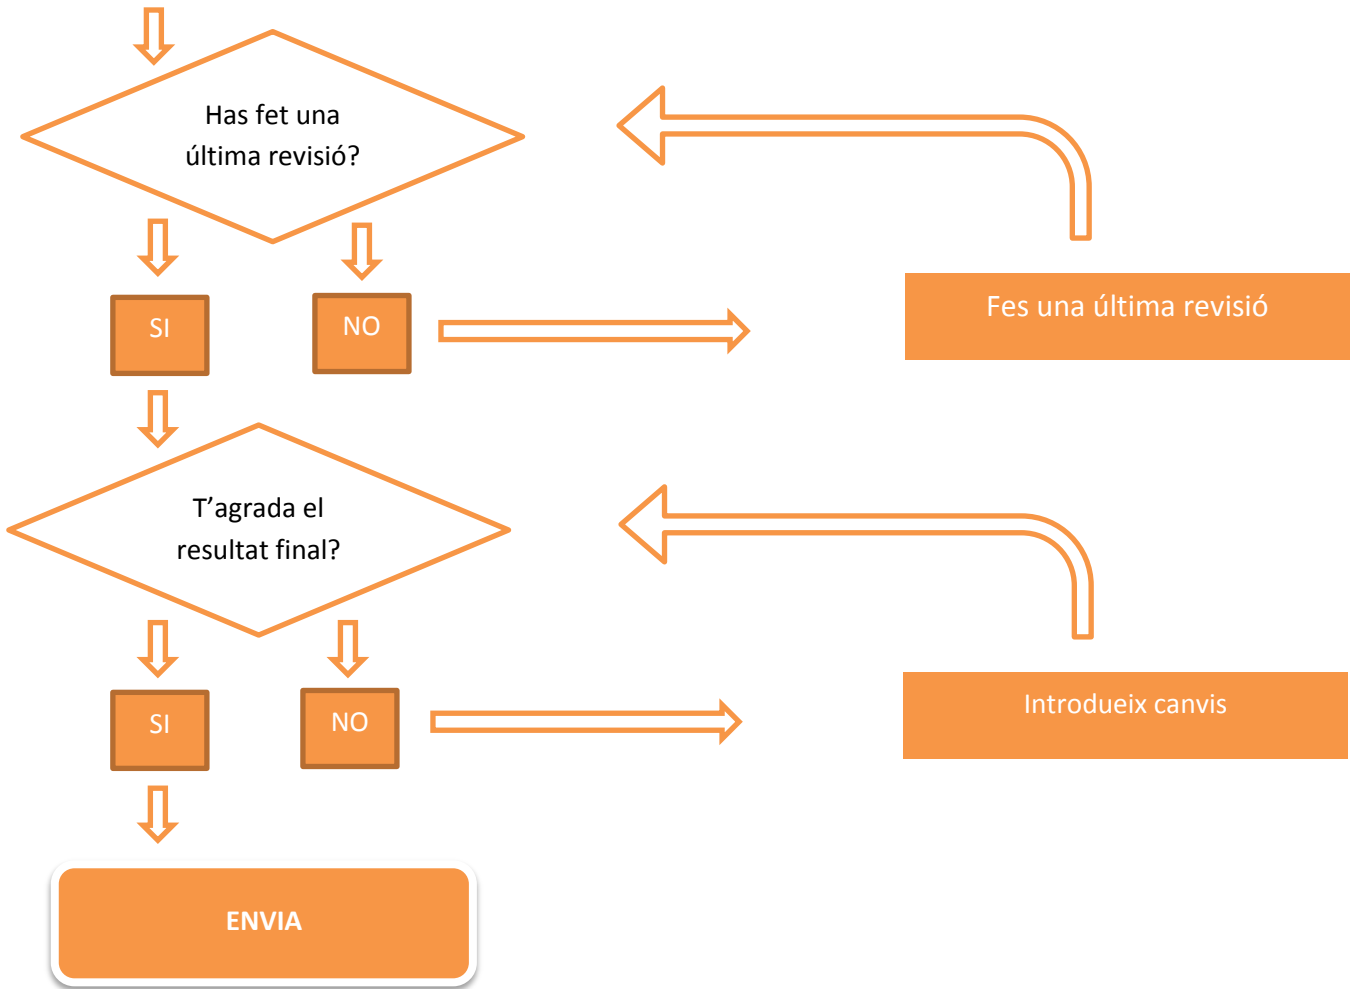 Has fet una
última revisió?
SI
NO
Fes una última revisió
T’agrada el
resultat final?
SI
NO
Introdueix canvis
ENVIA